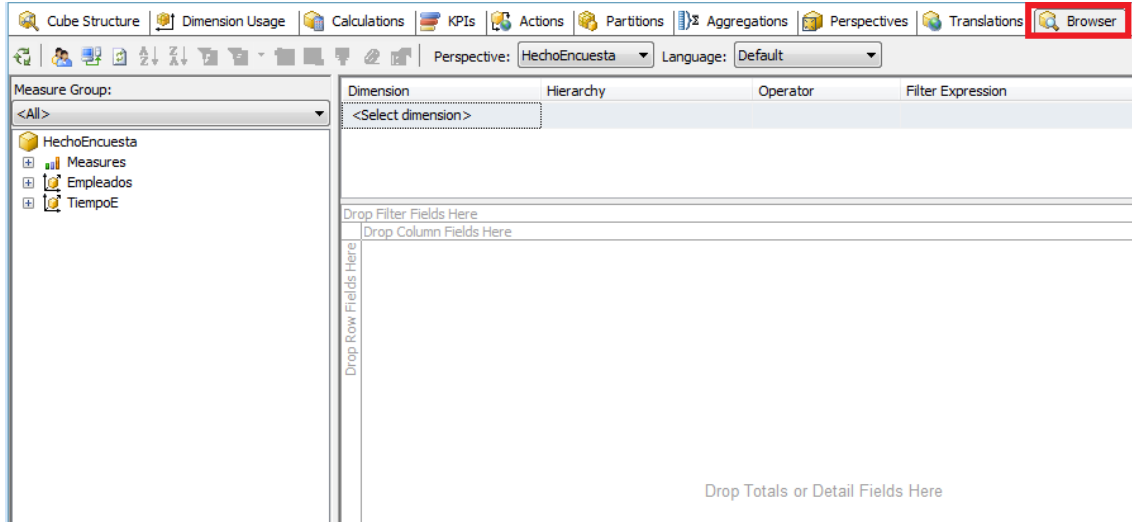 Cube Structure Dimension Usage Calculations KPIs Actions Partitions Aggregations Perspectives Translations Browser
Perspective: HechoEncuesta Language: Default
Measure Group:
<All>
HechoEncuesta
Measures
Empleados
TiempoE
Dimension Hierarchy Operator Filter Expression
<Select dimension>
Drop Filter Fields Here
Drop Column Fields Here
Drop Row Fields Here
Drop Totals or Detail Fields Here